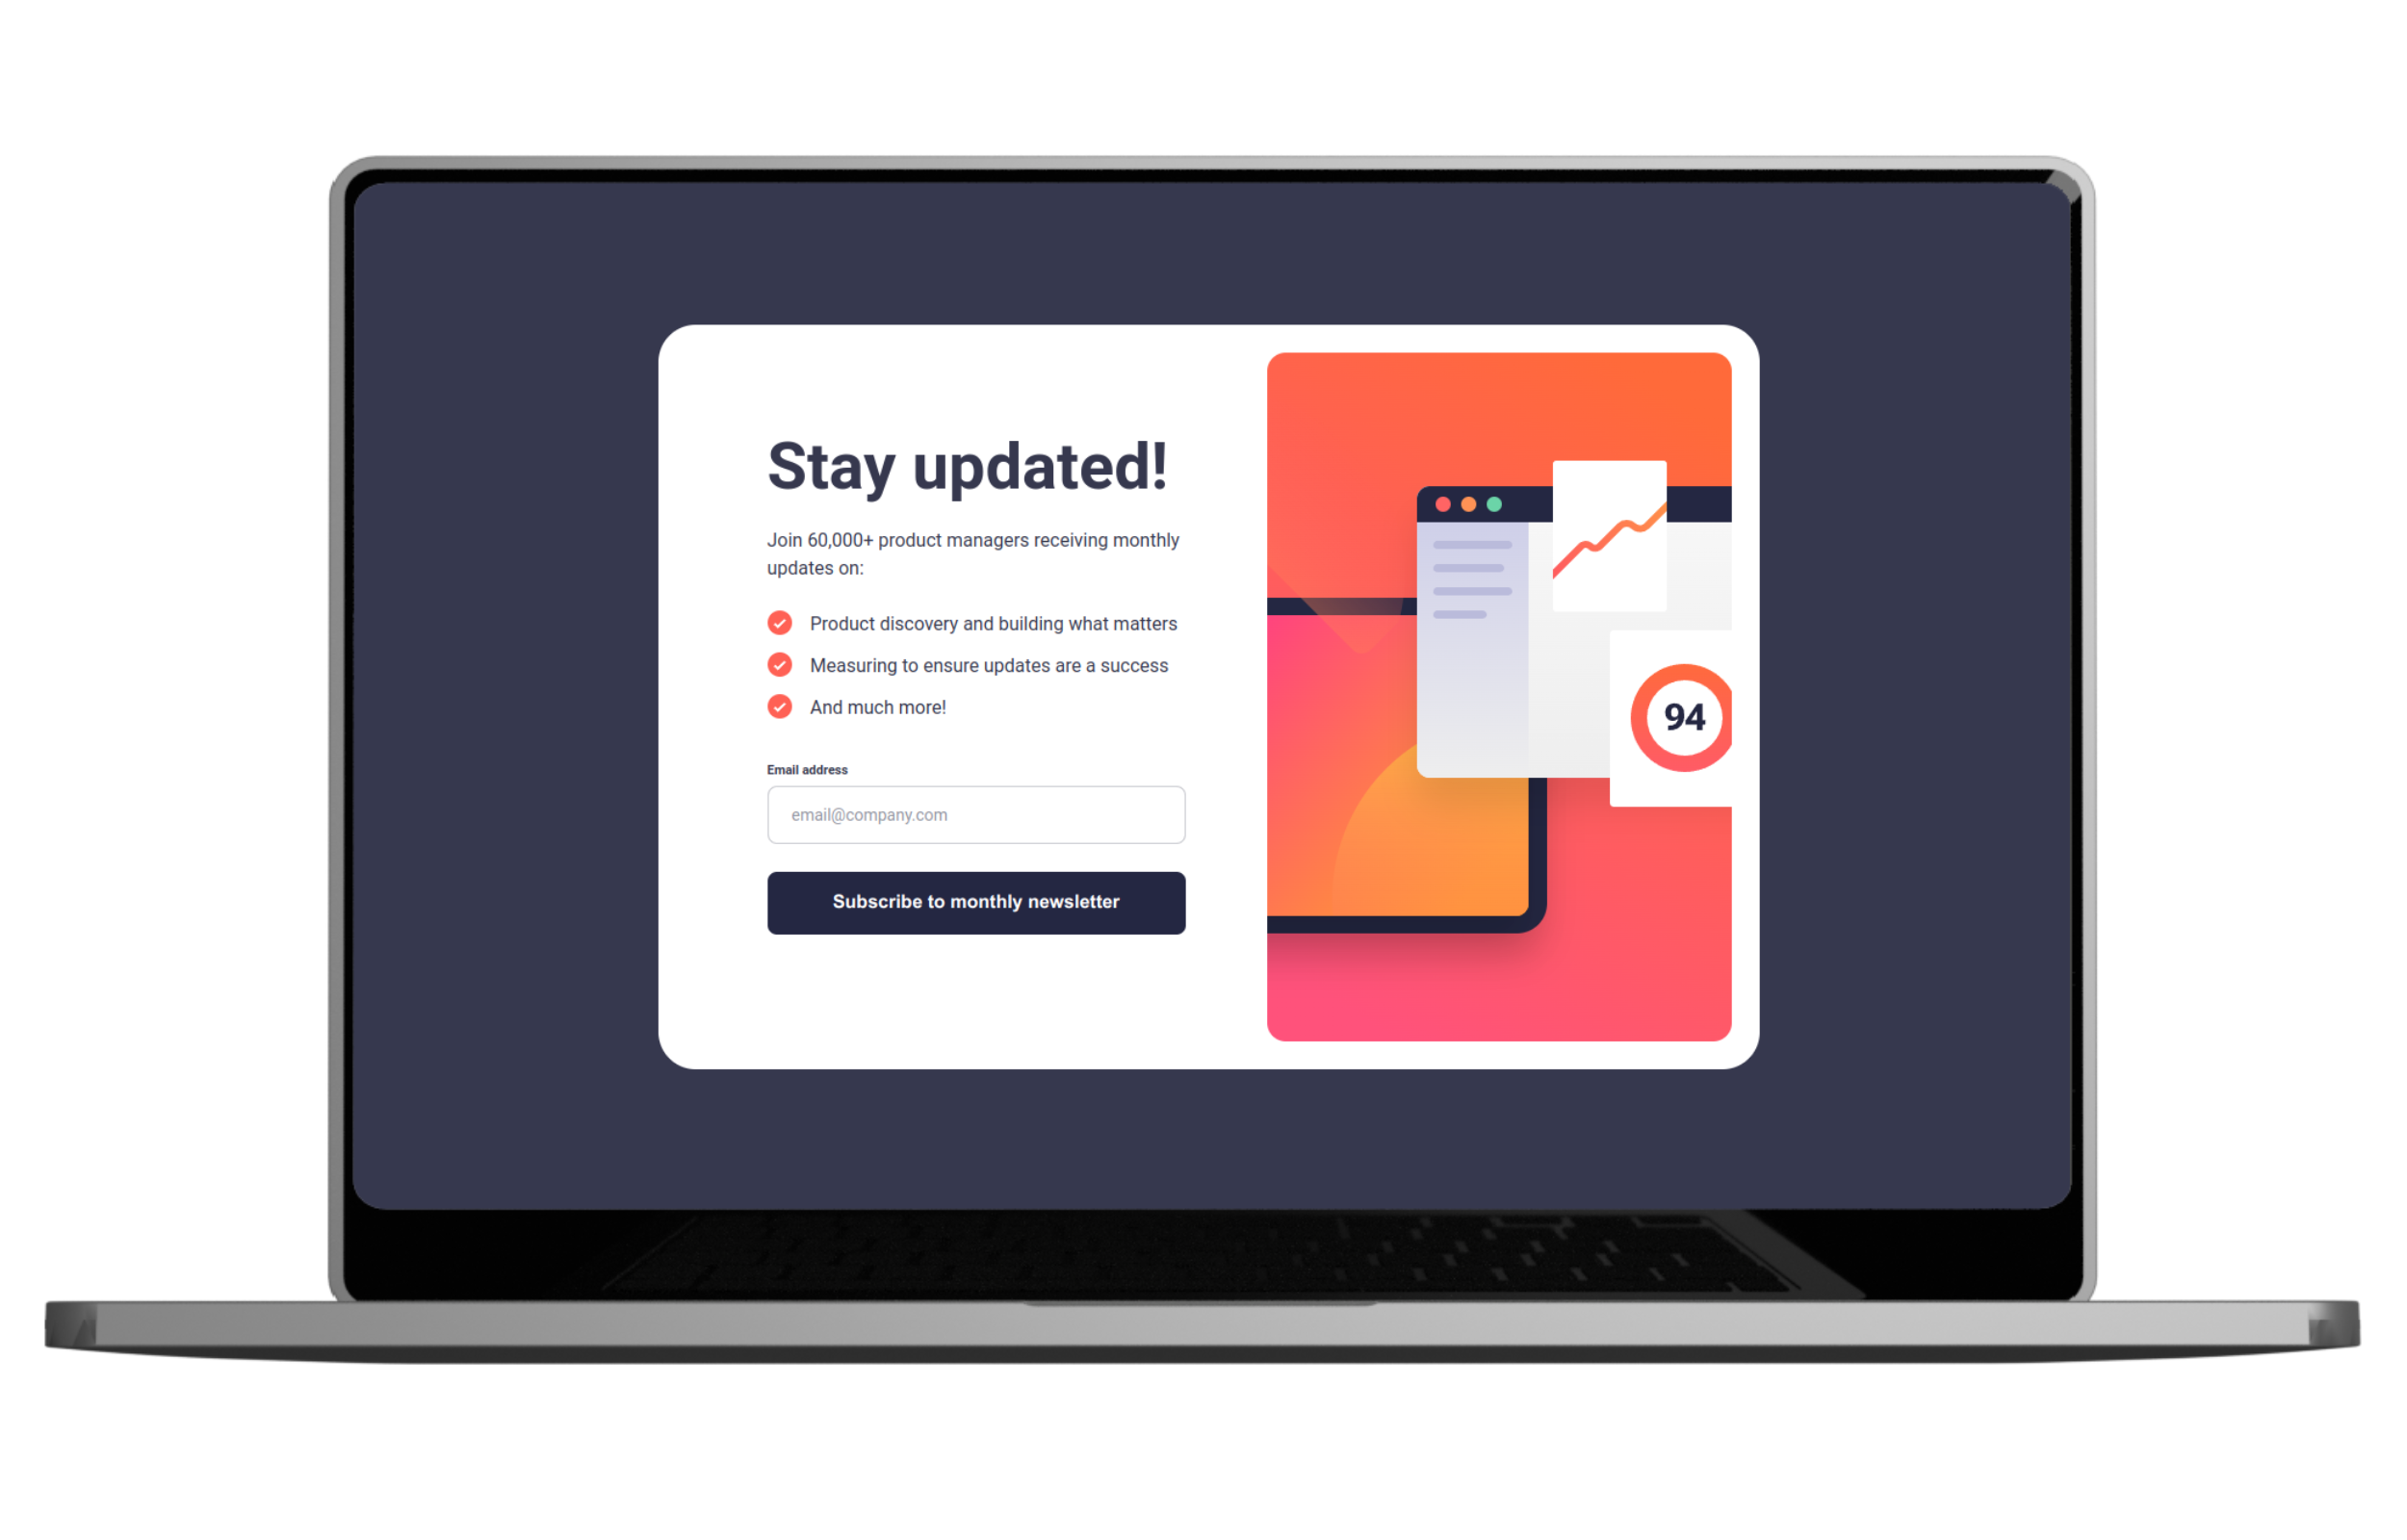 Stay updated!
Join 60,000+ product managers receiving monthly
updates on:
Product discovery and building what matters
Measuring to ensure updates are a success
And much more!
Email address
email@company.com
Subscribe to monthly newsletter
94